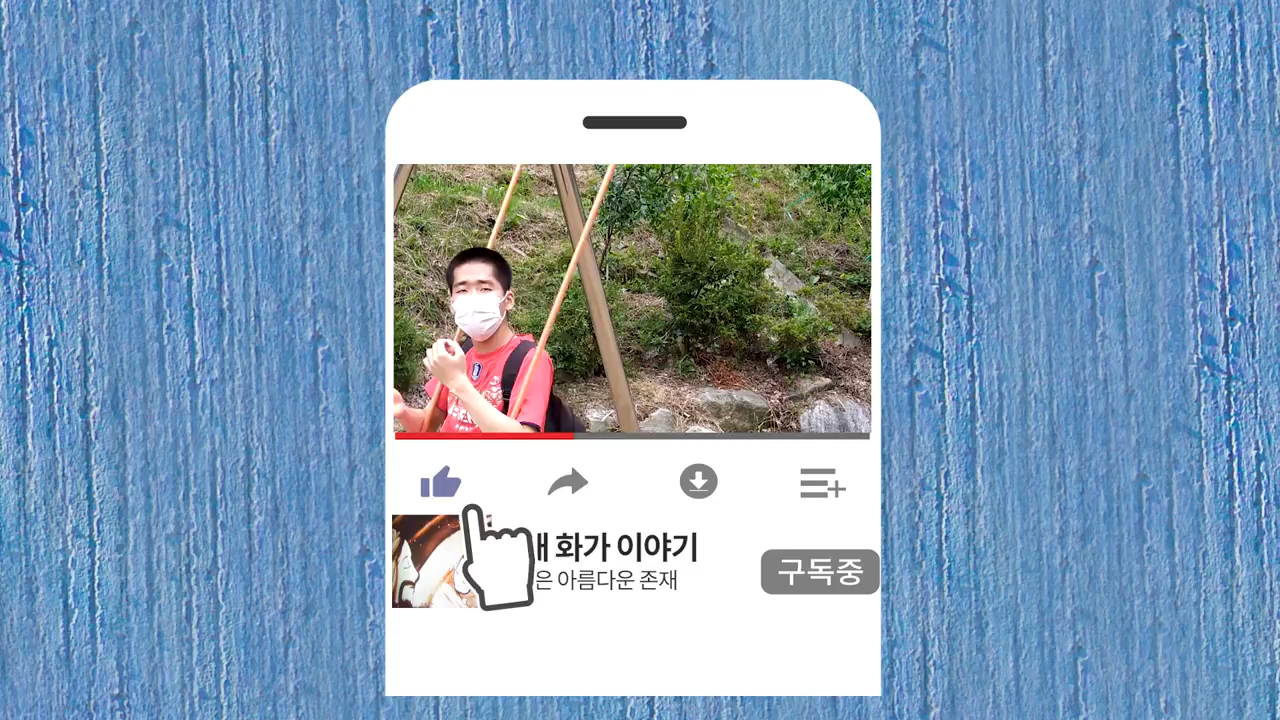 화가 이야기
은 아름다운 존재
구독중